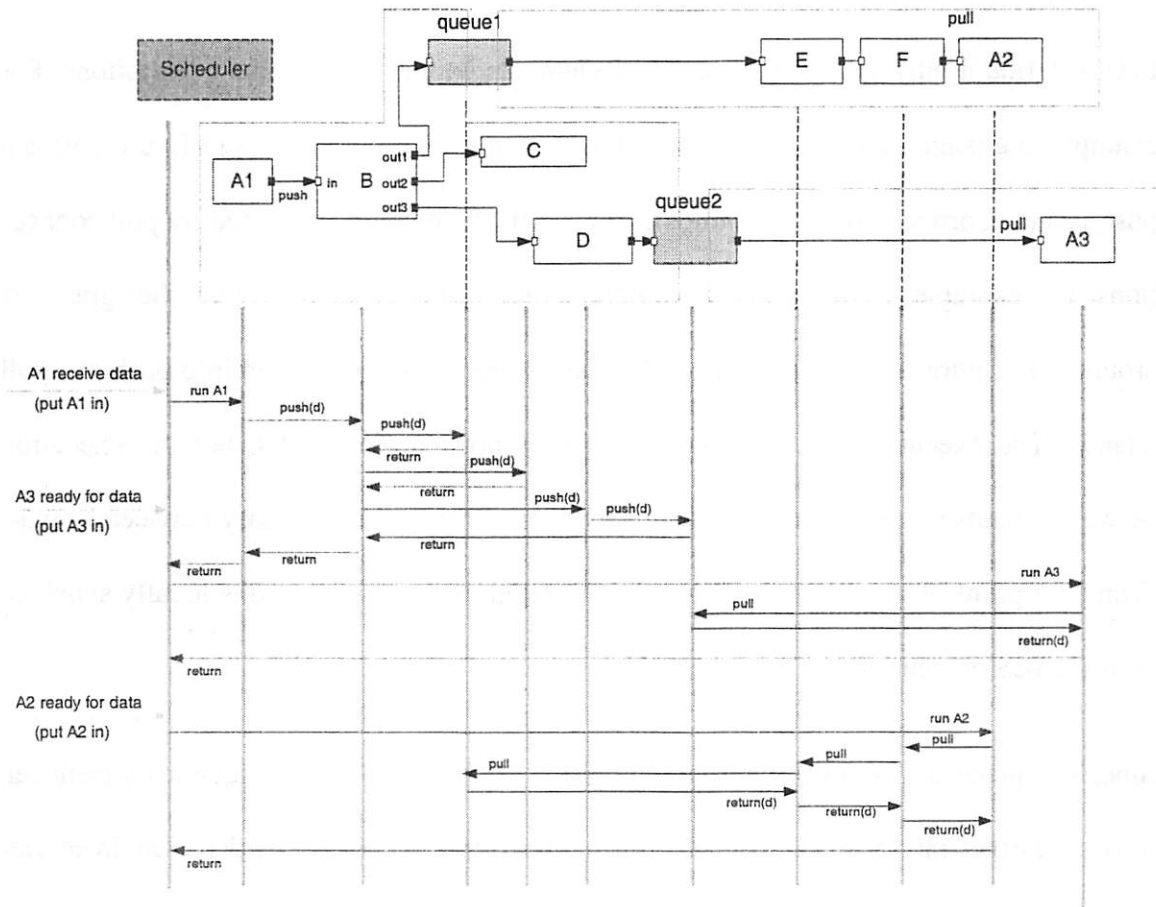 queue1
pull
Scheduler
E
F
A2
out1
C
A1
in
B
out2
push
out3
queue2
D
pull
A3
A1 receive data
(put A1 in)
run A1
push(d)
push(d)
return
push(d)
return
A3 ready for data
(put A3 in)
push(d)
push(d)
return
return
return
run A3
pull
return(d)
return
A2 ready for data
(put A2 in)
run A2
pull
pull
pull
return(d)
return(d)
return(d)
return